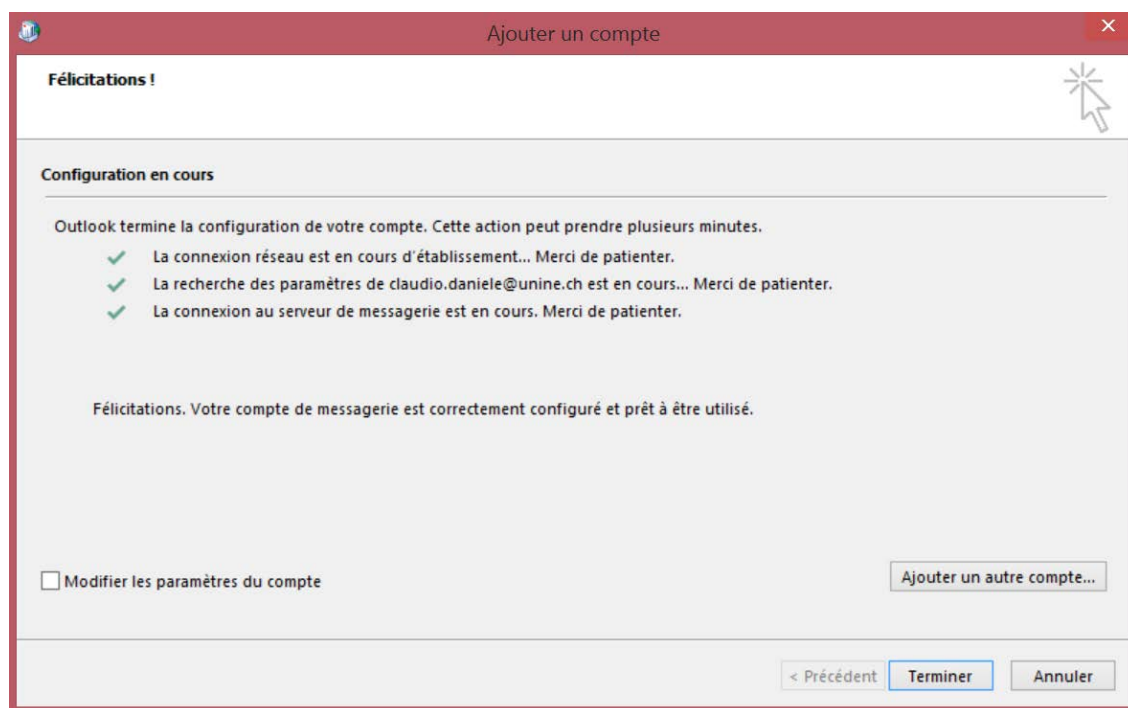 Ajouter un compte
Félicitations !
Configuration en cours
Outlook termine la configuration de votre compte. Cette action peut prendre plusieurs minutes.
La connexion réseau est en cours d'établissement... Merci de patienter.
La recherche des paramètres de claudio.daniele@unine.ch est en cours... Merci de patienter.
La connexion au serveur de messagerie est en cours. Merci de patienter.
Félicitations. Votre compte de messagerie est correctement configuré et prêt à être utilisé.
Modifier les paramètres du compte
Ajouter un autre compte...
< Précédent Terminer Annuler